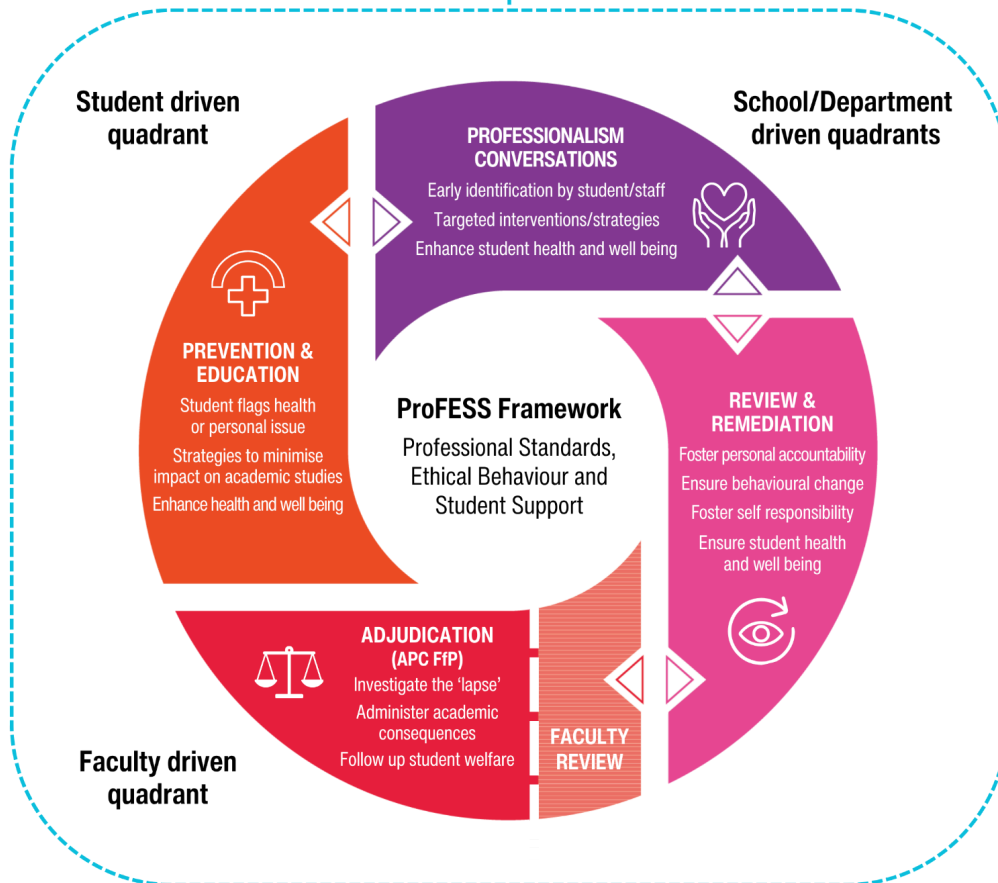 Student driven
quadrant
School/Department
driven quadrants
PROFESSIONALISM
CONVERSATIONS
Early identification by student/staff
Targeted interventions/strategies
Enhance student health and well being
PREVENTION &
EDUCATION
Student flags health
or personal issue
Strategies to minimise
impact on academic studies
Enhance health and well being
ProFESS Framework
Professional Standards,
Ethical Behaviour and
Student Support
REVIEW &
REMEDIATION
Foster personal accountability
Ensure behavioural change
Foster self responsibility
Ensure student health
and well being
ADJUDICATION
(APC FfP)
Investigate the ‘lapse’
Administer academic
consequences
Follow up student welfare
FACULTY
REVIEW
Faculty driven
quadrant